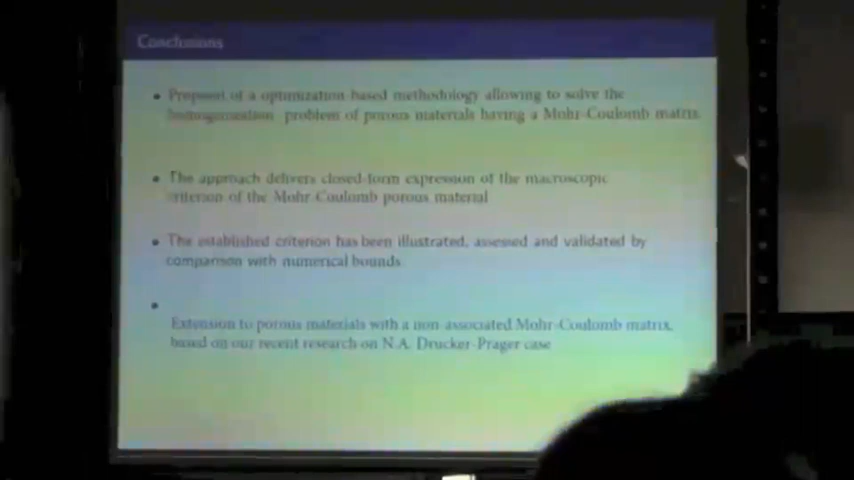 Conclusions
Proposal of a optimization based methodology allowing to solve the
homogenization problem of porous materials having a Mohr-Coulomb matrix
The approach delivers closed-form expression of the macroscopic
criterion of the Mohr-Coulomb porous material
The established criterion has been illustrated, assessed and validated by
comparison with numerical bounds
Extension to porous materials with a non-associated Mohr-Coulomb matrix,
based on our recent research on N.A. Drucker-Prager case